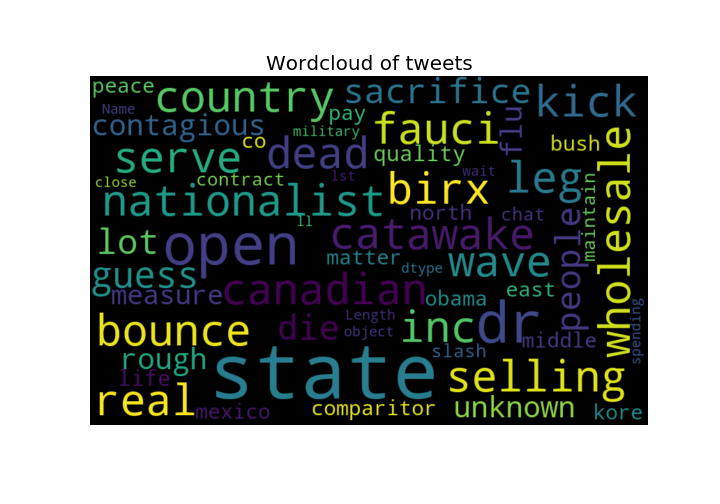 Wordcloud of tweets
peace
country
sacrifice
kick
Name
pay
contagious
military
fauci
flu
co
dead
bush
serve
quality
wholesale
close
contract
lst
wait
leg
nationalist
birx
maintain
ll
north
chat
people
lot
open
catawake
matter
dtype
wave
guess
measure
canadian
obama
east
bounce
die
Length
object
inc
dr
middle
spending
rough
slash
life
state
selling
real
mexico
comparitor
unknown
kore